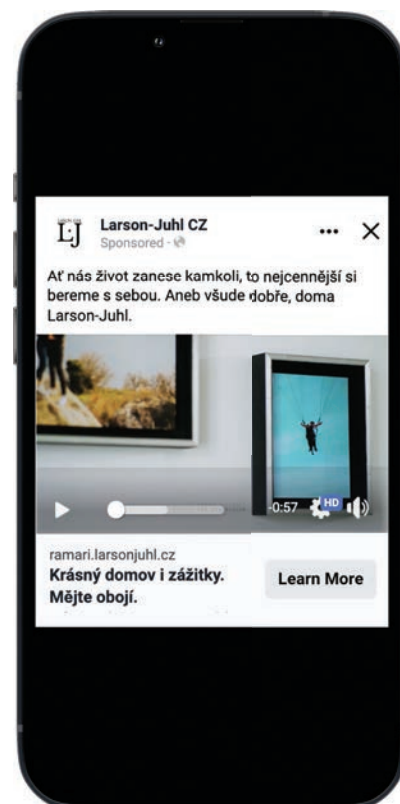 LJ
Larson-Juhl CZ
Sponsored ·
Ať nás život zanese kamkoli, to nejcennější si
bereme s sebou. Aneb všude dobře, doma
Larson-Juhl.
-0:57 HD
ramari.larsonjuhl.cz
Krásný domov i zážitky.
Mějte obojí.
Learn More